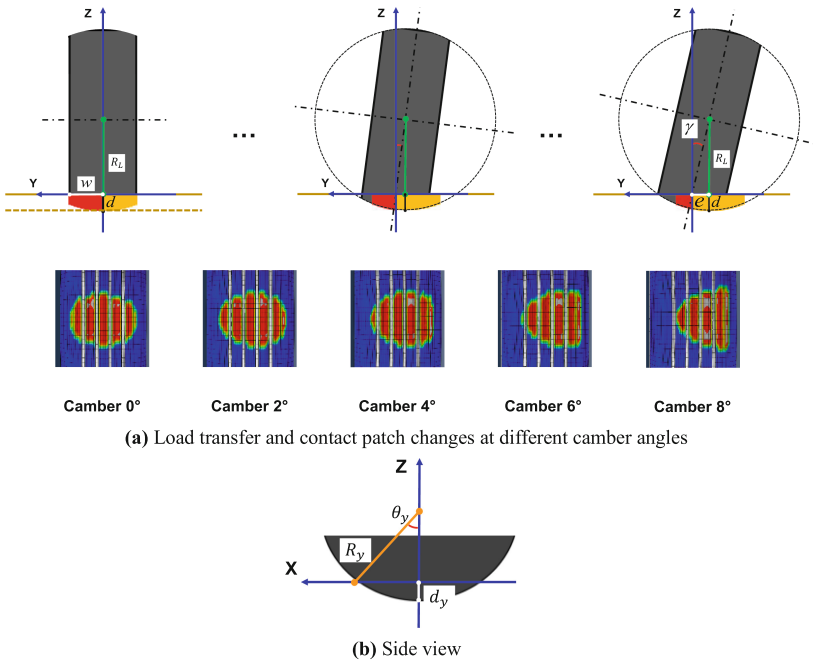 Z Z Z
... ...
γ
R_L R_L
Y w d Y Y e d
Camber 0° Camber 2° Camber 4° Camber 6° Camber 8°
(a) Load transfer and contact patch changes at different camber angles
Z
θ_y
R_y
X
d_y
(b) Side view